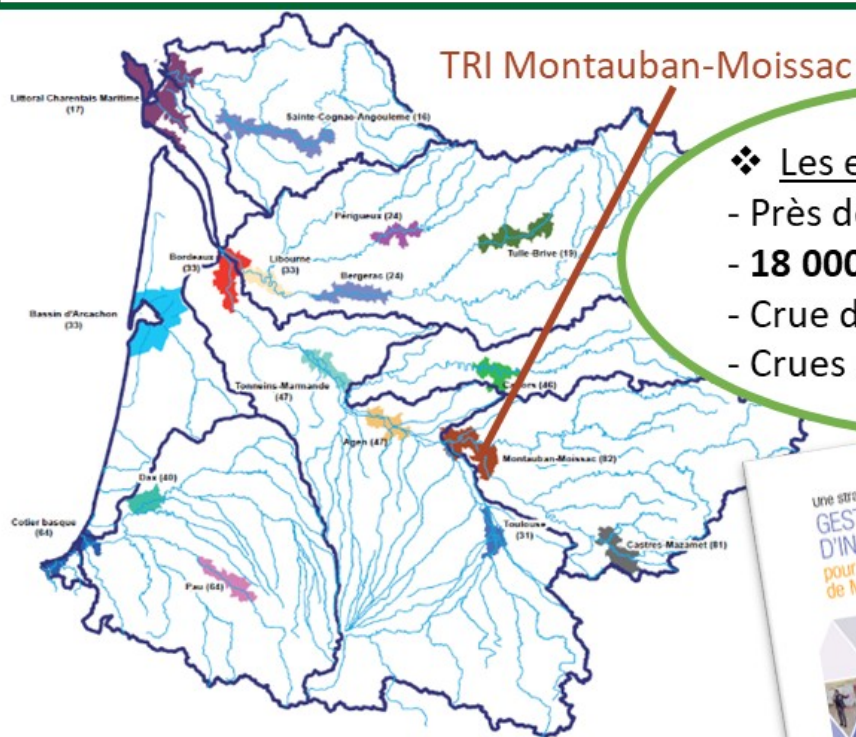 TRI Montauban-Moissac
❖ Les e
- Près d
- 18 000
- Crue d
- Crues
Littoral Charentais Maritime
(17)
Sainte-Cognac-Angouleme (16)
Périgueux (24)
Tulle-Brive (19)
Bordeaux
(33)
Libourne
(33)
Bergerac (24)
Bassin d'Arcachon
(33)
Tonneins-Marmande
(47)
Cahors (46)
Agen (47)
Montauban-Moissac (82)
Dax (40)
Cotier basque
(64)
Toulouse
(31)
Castres-Mazamet (81)
Pau (64)
Une stra
GEST
D'IN
pour
de M